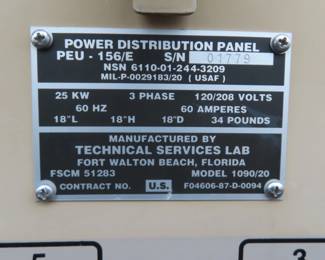 POWER DISTRIBUTION PANEL
PEU - 156/E S/N 01779
NSN 6110-01-244-3209
MIL-P-0029183/20 ( USAF )
25 KW 3 PHASE 120/208 VOLTS
60 HZ 60 AMPERES
18"L 18"H 18"D 34 POUNDS
MANUFACTURED BY
TECHNICAL SERVICES LAB
FORT WALTON BEACH, FLORIDA
FSCM 51283 MODEL 1090/20
CONTRACT NO. U.S. F04606-87-D-0094
5 3